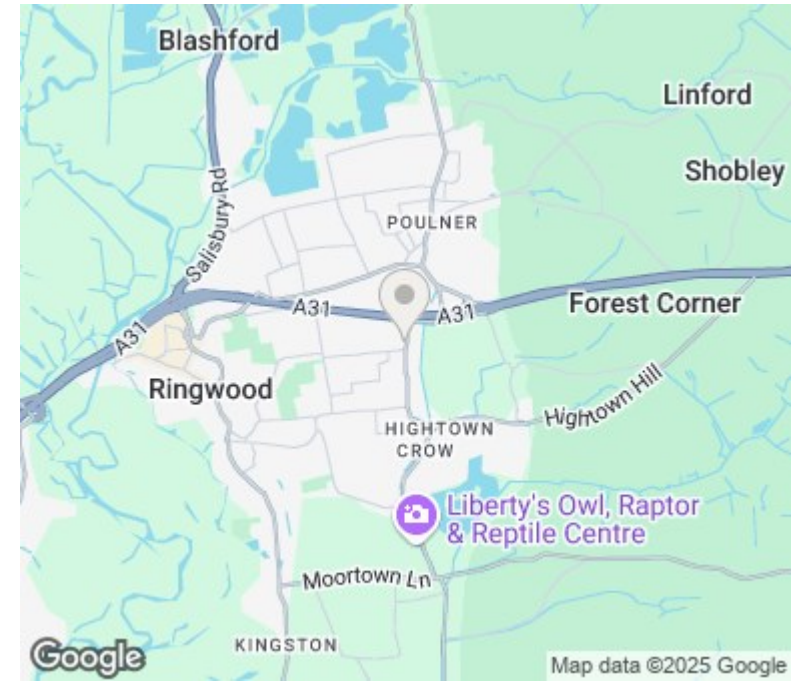 Blashford
Linford
Shobley
Salisbury Rd
POULNER
A31
A31
A31
Forest Corner
Ringwood
Hightown Hill
HIGHTOWN
CROW
Liberty's Owl, Raptor
& Reptile Centre
Moortown Ln
KINGSTON
Google
Map data ©2025 Google